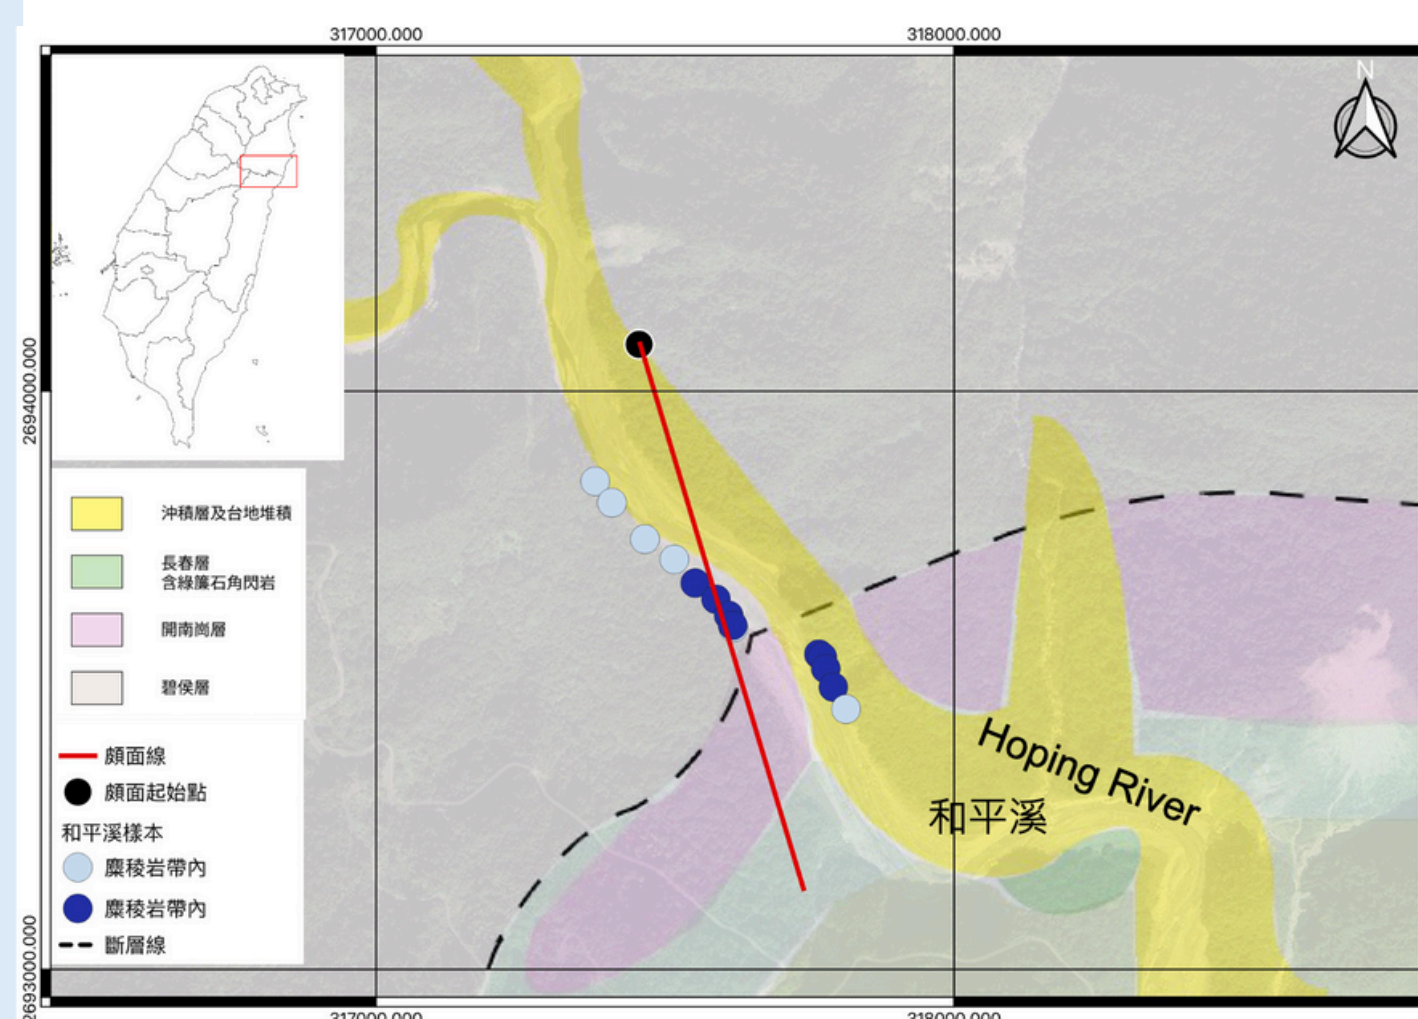 317000.000
318000.000
N
2694000.000
沖積層及台地堆積
長春層
含綠簾石角閃岩
開南崗層
碧侯層
頗面線
頗面起始點
和平溪樣本
糜稜岩帶內
糜稜岩帶內
斷層線
Hoping River
和平溪
2693000.000
317000.000
318000.000